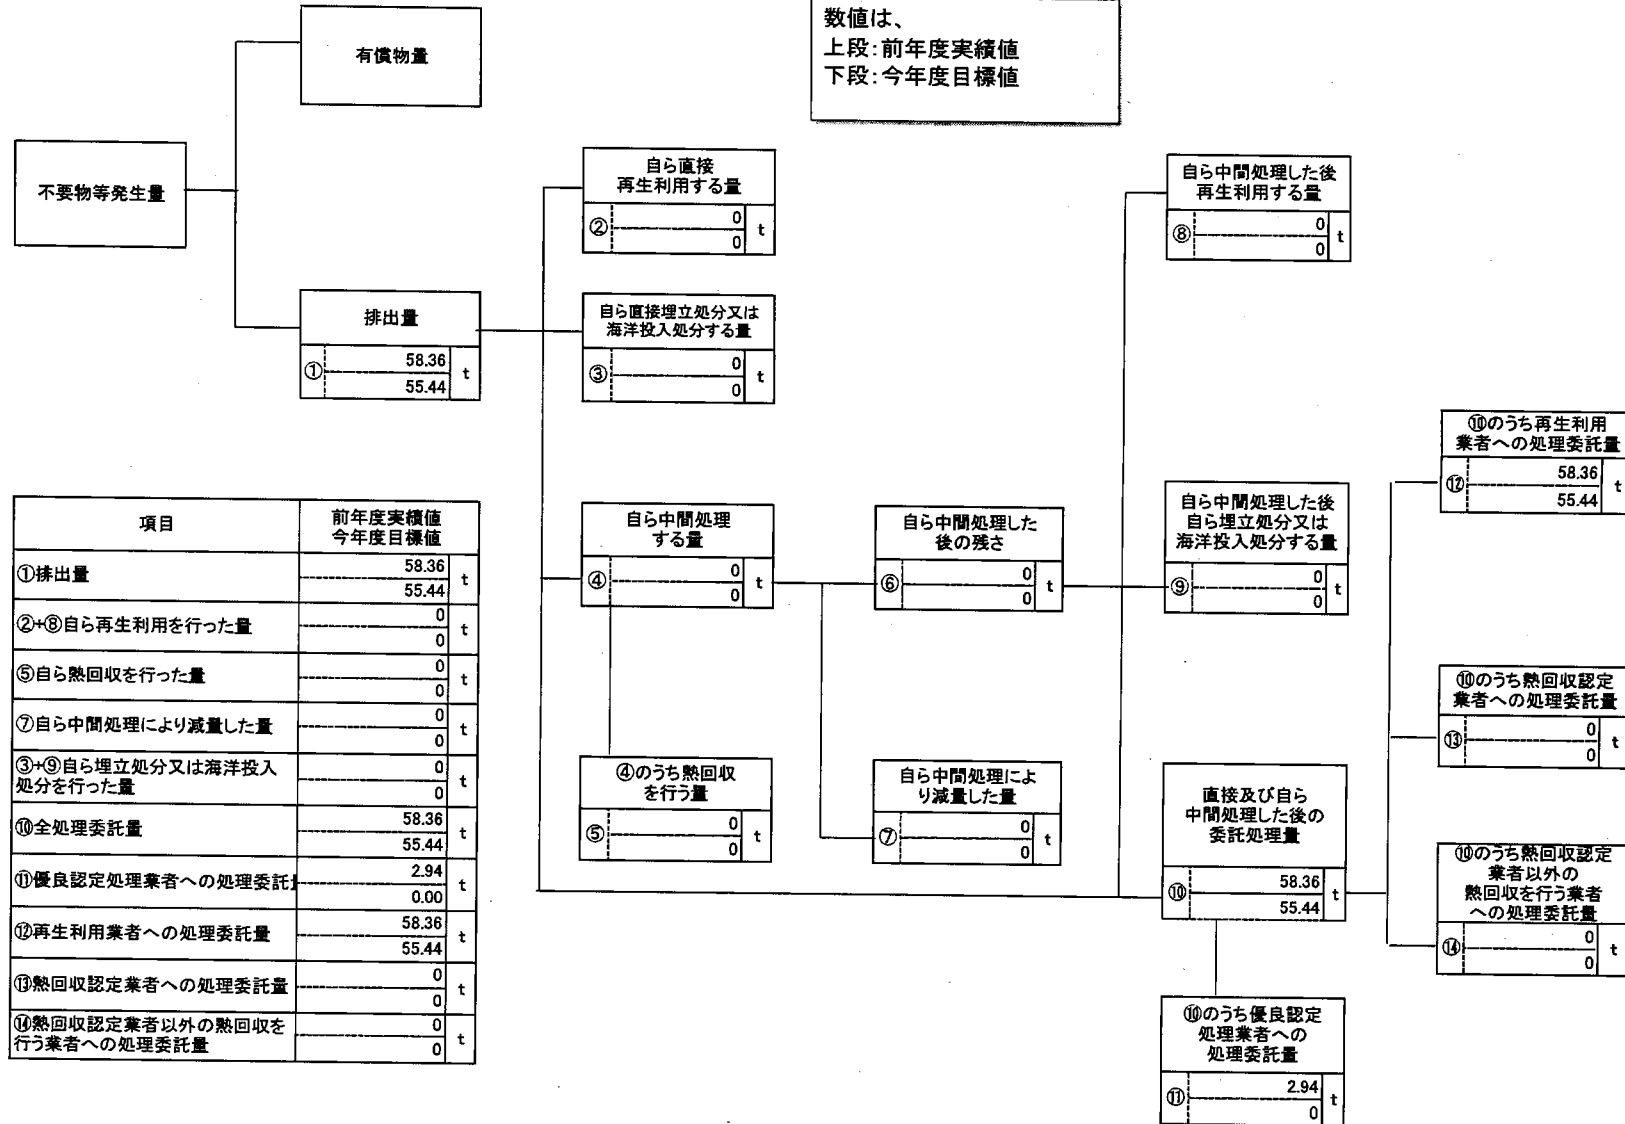 数値は、
上段:前年度実績値
下段:今年度目標値
有償物量
不要物等発生量
排出量
①
58.36
55.44
t
自ら直接
再生利用する量
②
0
0
t
自ら直接埋立処分又は
海洋投入処分する量
③
0
0
t
自ら中間処理
する量
④
0
0
t
④のうち熱回収
を行う量
⑤
0
0
t
自ら中間処理した
後の残さ
⑥
0
0
t
自ら中間処理によ
り減量した量
⑦
0
0
t
自ら中間処理した後
再生利用する量
⑧
0
0
t
自ら中間処理した後
自ら埋立処分又は
海洋投入処分する量
⑨
0
0
t
直接及び自ら
中間処理した後の
委託処理量
⑩
58.36
55.44
t
⑩のうち優良認定
処理業者への
処理委託量
⑪
2.94
0
t
⑩のうち再生利用
業者への処理委託量
⑫
58.36
55.44
t
⑩のうち熱回収認定
業者への処理委託量
⑬
0
0
t
⑩のうち熱回収認定
業者以外の
熱回収を行う業者
への処理委託量
⑭
0
0
t
項目
前年度実績値
今年度目標値
①排出量
58.36
55.44
t
②+⑧自ら再生利用を行った量
0
0
t
⑤自ら熱回収を行った量
0
0
t
⑦自ら中間処理により減量した量
0
0
t
③+⑨自ら埋立処分又は海洋投入
処分を行った量
0
0
t
⑩全処理委託量
58.36
55.44
t
⑪優良認定処理業者への処理委託
2.94
0.00
t
⑫再生利用業者への処理委託量
58.36
55.44
t
⑬熱回収認定業者への処理委託量
0
0
t
⑭熱回収認定業者以外の熱回収を
行う業者への処理委託量
0
0
t